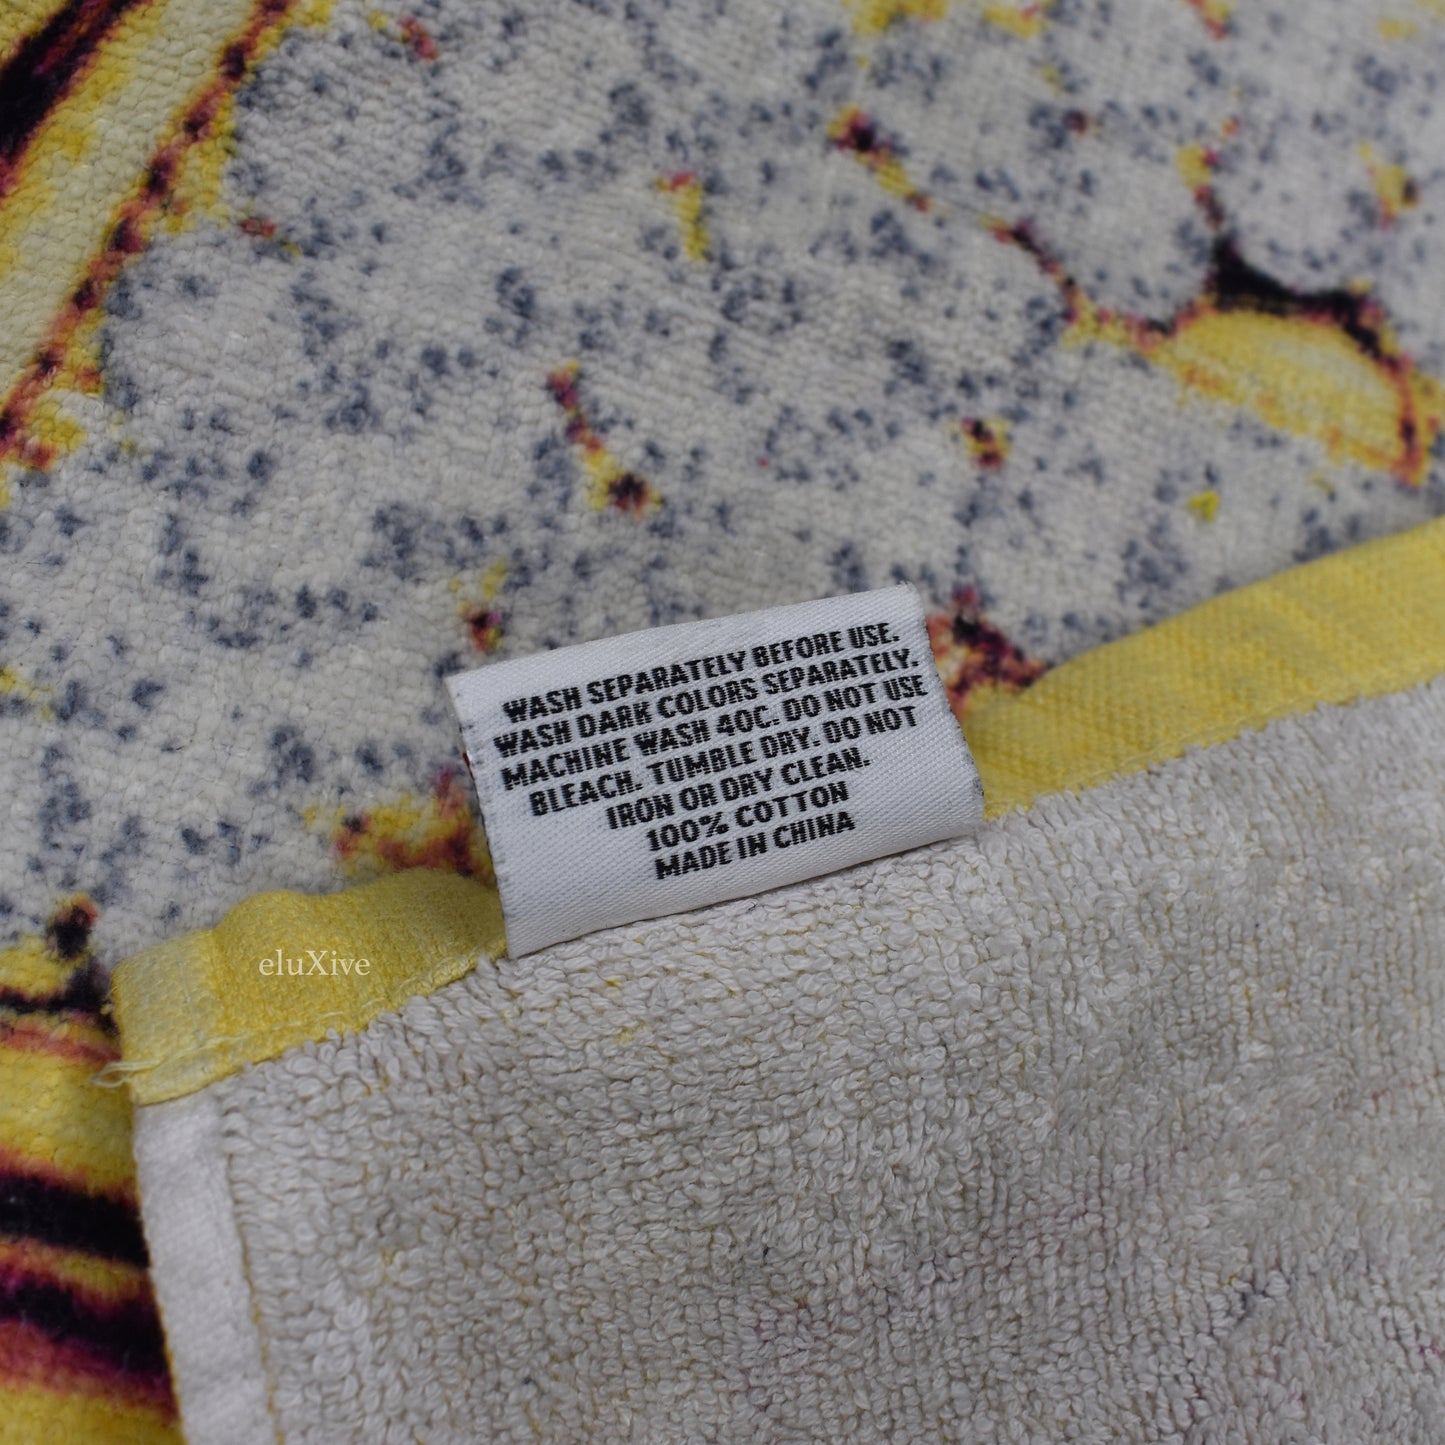 WASH SEPARATELY BEFORE USE.
WASH DARK COLORS SEPARATELY.
MACHINE WASH 40C. DO NOT USE
BLEACH. TUMBLE DRY. DO NOT
IRON OR DRY CLEAN.
100% COTTON
MADE IN CHINA
eluXive